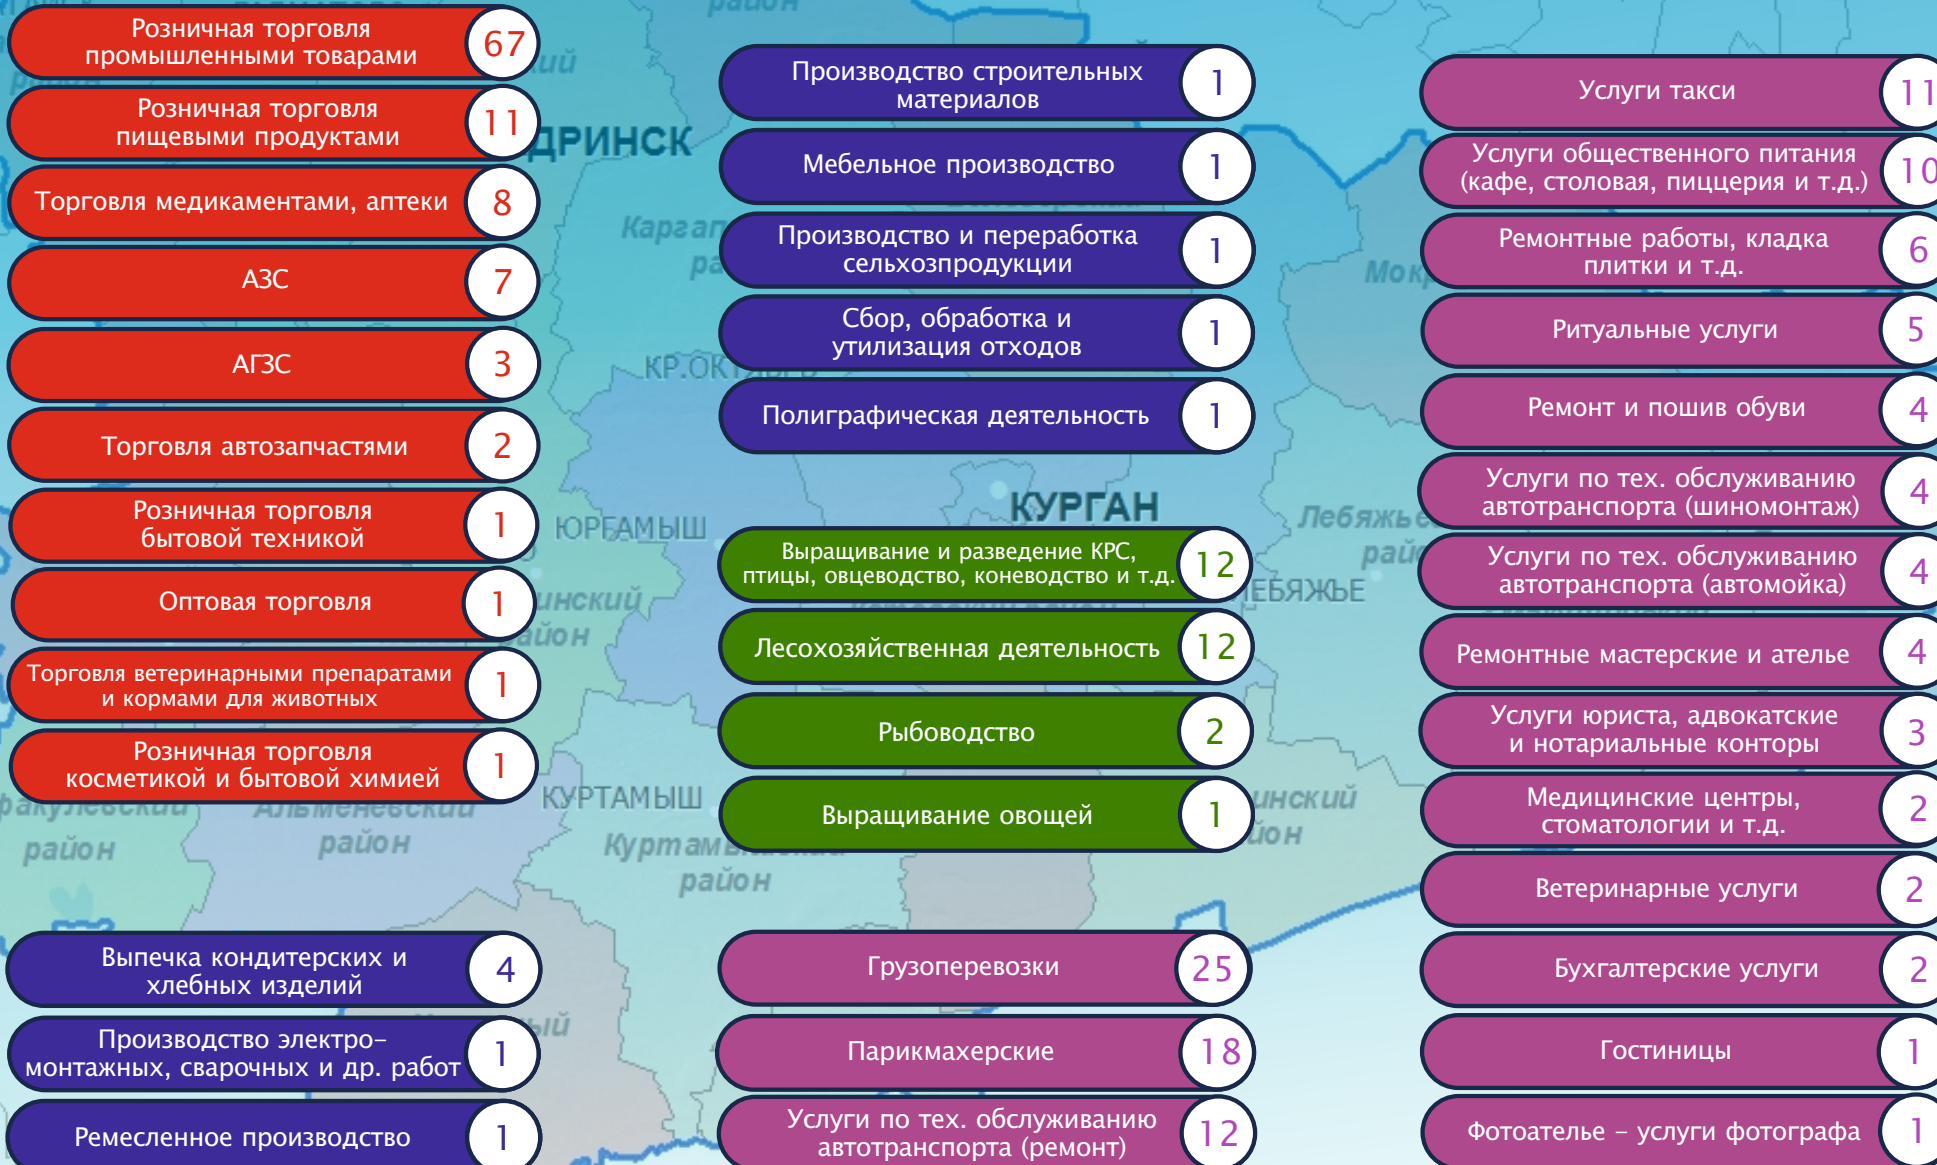 Розничная торговля
промышленными товарами
67
Розничная торговля
пищевыми продуктами
11
Торговля медикаментами, аптеки
8
АЗС
7
АГЗС
3
Торговля автозапчастями
2
Розничная торговля
бытовой техникой
1
Оптовая торговля
1
Торговля ветеринарными препаратами
и кормами для животных
1
Розничная торговля
косметикой и бытовой химией
1
Выпечка кондитерских и
хлебных изделий
4
Производство электро-
монтажных, сварочных и др. работ
1
Ремесленное производство
1
Производство строительных
материалов
1
Мебельное производство
1
Производство и переработка
сельхозпродукции
1
Сбор, обработка и
утилизация отходов
1
Полиграфическая деятельность
1
Выращивание и разведение КРС,
птицы, овцеводство, коневодство и т.д.
12
Лесохозяйственная деятельность
12
Рыбоводство
2
Выращивание овощей
1
Грузоперевозки
25
Парикмахерские
18
Услуги по тех. обслуживанию
автотранспорта (ремонт)
12
Услуги такси
11
Услуги общественного питания
(кафе, столовая, пиццерия и т.д.)
10
Ремонтные работы, кладка
плитки и т.д.
6
Ритуальные услуги
5
Ремонт и пошив обуви
4
Услуги по тех. обслуживанию
автотранспорта (шиномонтаж)
4
Услуги по тех. обслуживанию
автотранспорта (автомойка)
4
Ремонтные мастерские и ателье
4
Услуги юриста, адвокатские
и нотариальные конторы
3
Медицинские центры,
стоматологии и т.д.
2
Ветеринарные услуги
2
Бухгалтерские услуги
2
Гостиницы
1
Фотоателье - услуги фотографа
1
район
ДРИНСК
КУРГАН
ЮРГАМЫШ
КУРТАМЫШ
район
район
район